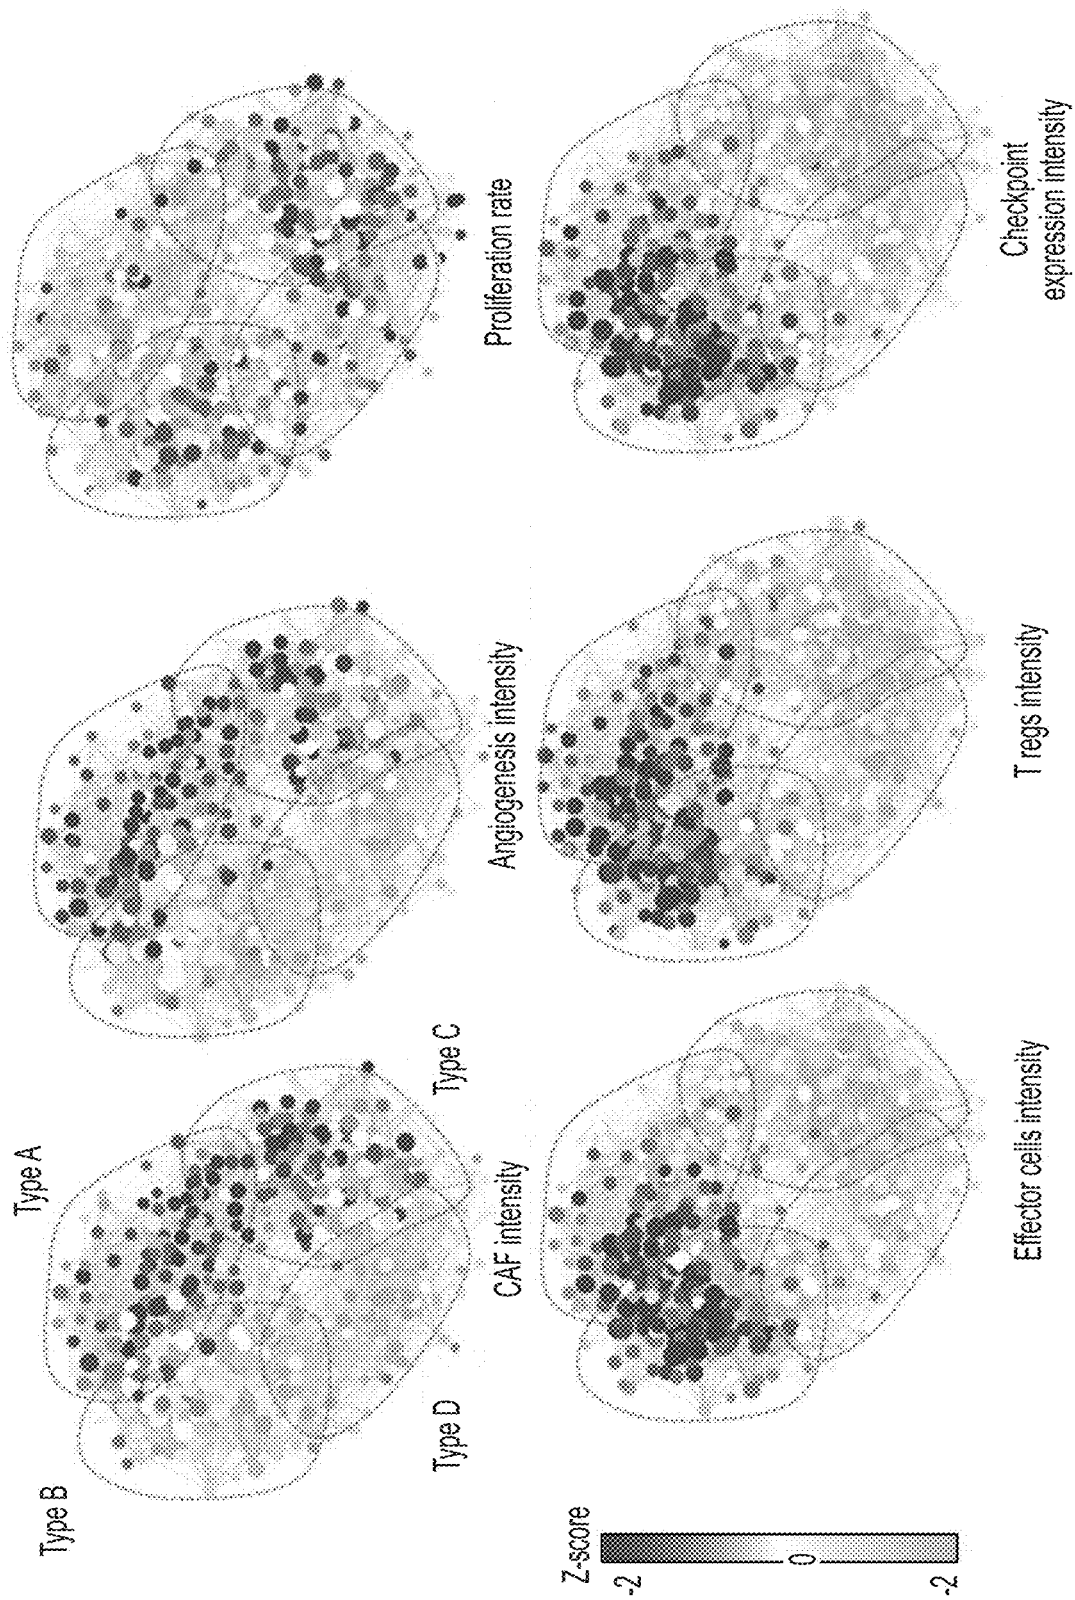 Type A
Type B
Type D
Type C
CAF intensity
Angiogenesis intensity
Proliferation rate
Z-score
-2
0
-2
Effector cells intensity
T regs intensity
Checkpoint
expression intensity